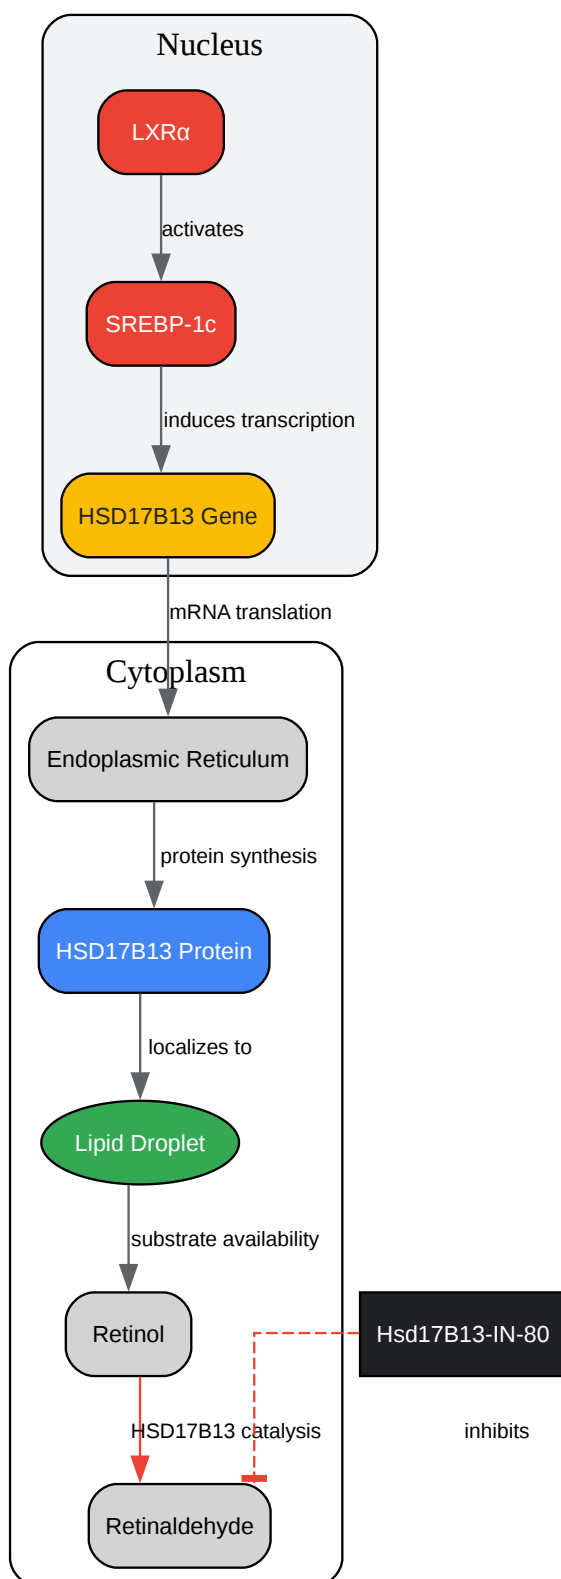 Nucleus
LXRα
activates
SREBP-1c
induces transcription
HSD17B13 Gene
mRNA translation
Cytoplasm
Endoplasmic Reticulum
protein synthesis
HSD17B13 Protein
localizes to
Lipid Droplet
substrate availability
Retinol
Hsd17B13-IN-80
HSD17B13 catalysis
inhibits
Retinaldehyde